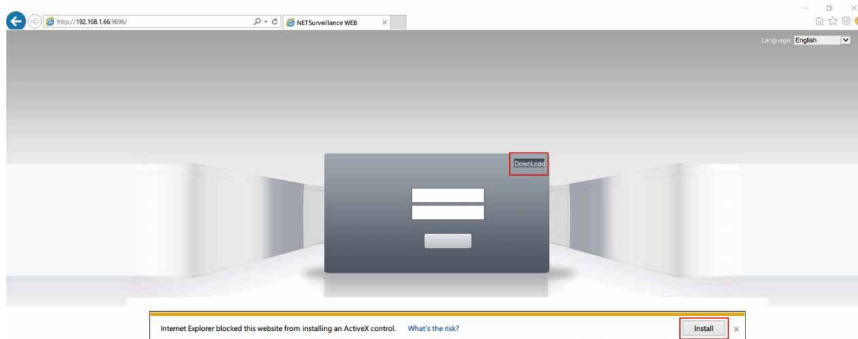 http://192.168.1.66:9696/
NETSurveillance WEB
Language English
DownLoad
Internet Explorer blocked this website from installing an ActiveX control. What's the risk?
Install